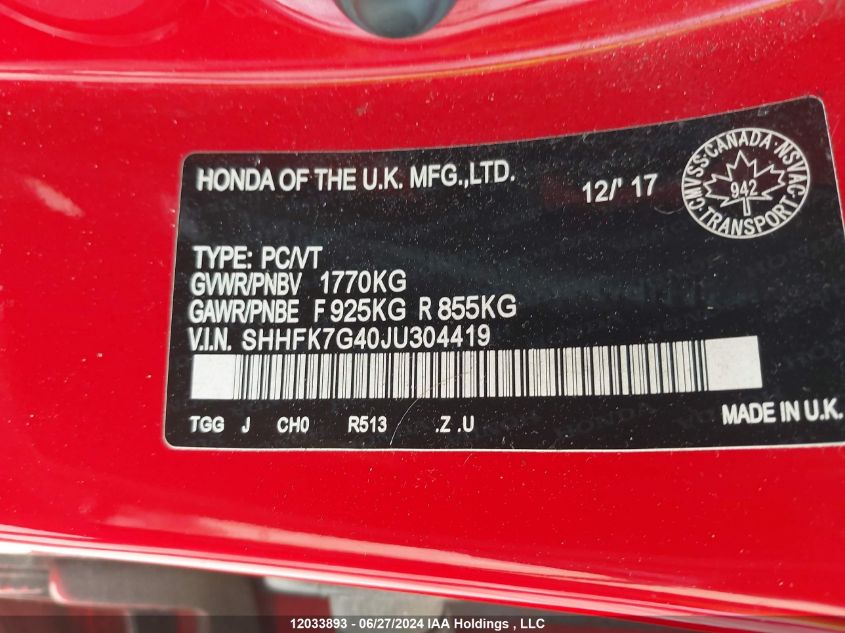 HONDA OF THE U.K. MFG.,LTD.
12/' 17
CMVSS·CANADA·NSVAC
·TRANSPORT·
942
TYPE: PC/VT
GVWR/PNBV 1770KG
GAWR/PNBE F 925KG R 855KG
V.I.N. SHHFK7G40JU304419
TGG J CH0 R513 .Z .U
MADE IN U.K.
12033893 - 06/27/2024 IAA Holdings , LLC